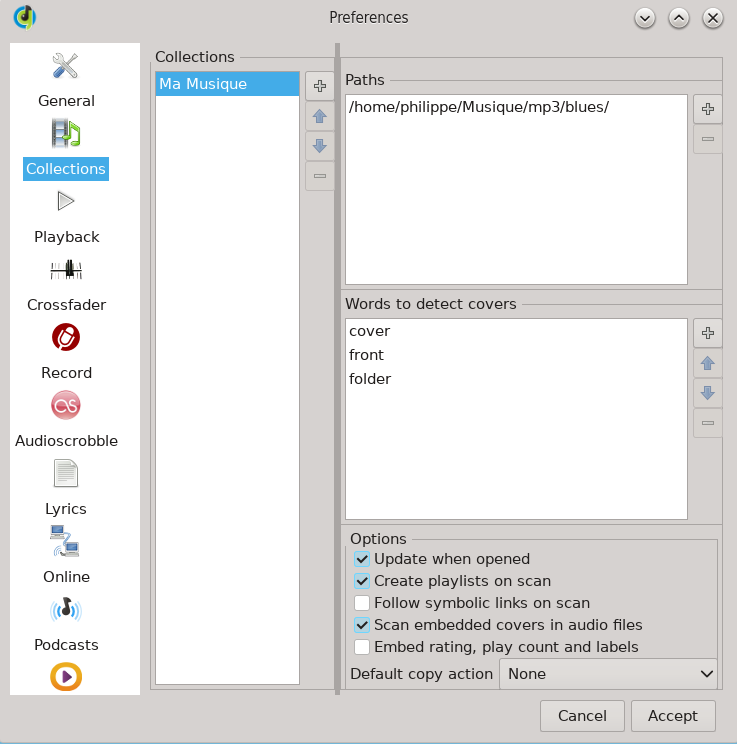 Preferences
General
Collections
Playback
Crossfader
Record
Audioscrobble
Lyrics
Online
Podcasts
Collections
Ma Musique
Paths
/home/philippe/Musique/mp3/blues/
Words to detect covers
cover
front
folder
Options
Update when opened
Create playlists on scan
Follow symbolic links on scan
Scan embedded covers in audio files
Embed rating, play count and labels
Default copy action None
Cancel Accept